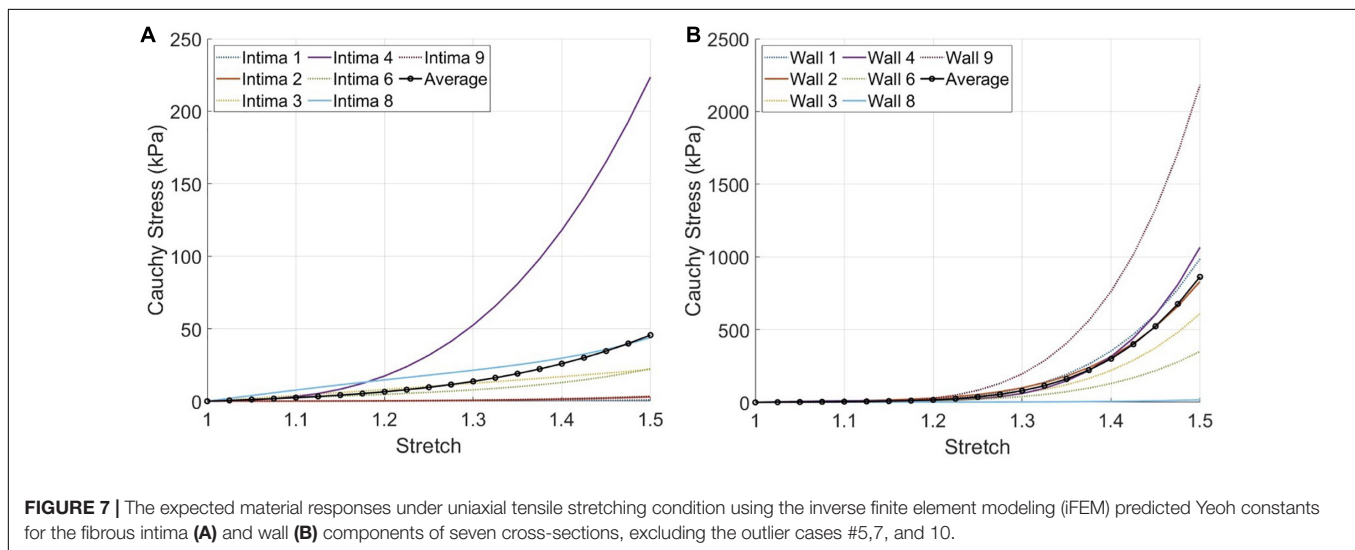 A
250
200
150
100
50
0
Cauchy Stress (kPa)
Intima 1 Intima 4 Intima 9
Intima 2 Intima 6 Average
Intima 3 Intima 8
1 1.1 1.2 1.3 1.4 1.5
Stretch
B
2500
2000
1500
1000
500
0
Cauchy Stress (kPa)
Wall 1 Wall 4 Wall 9
Wall 2 Wall 6 Average
Wall 3 Wall 8
1 1.1 1.2 1.3 1.4 1.5
Stretch
FIGURE 7 | The expected material responses under uniaxial tensile stretching condition using the inverse finite element modeling (iFEM) predicted Yeoh constants
for the fibrous intima (A) and wall (B) components of seven cross-sections, excluding the outlier cases #5,7, and 10.